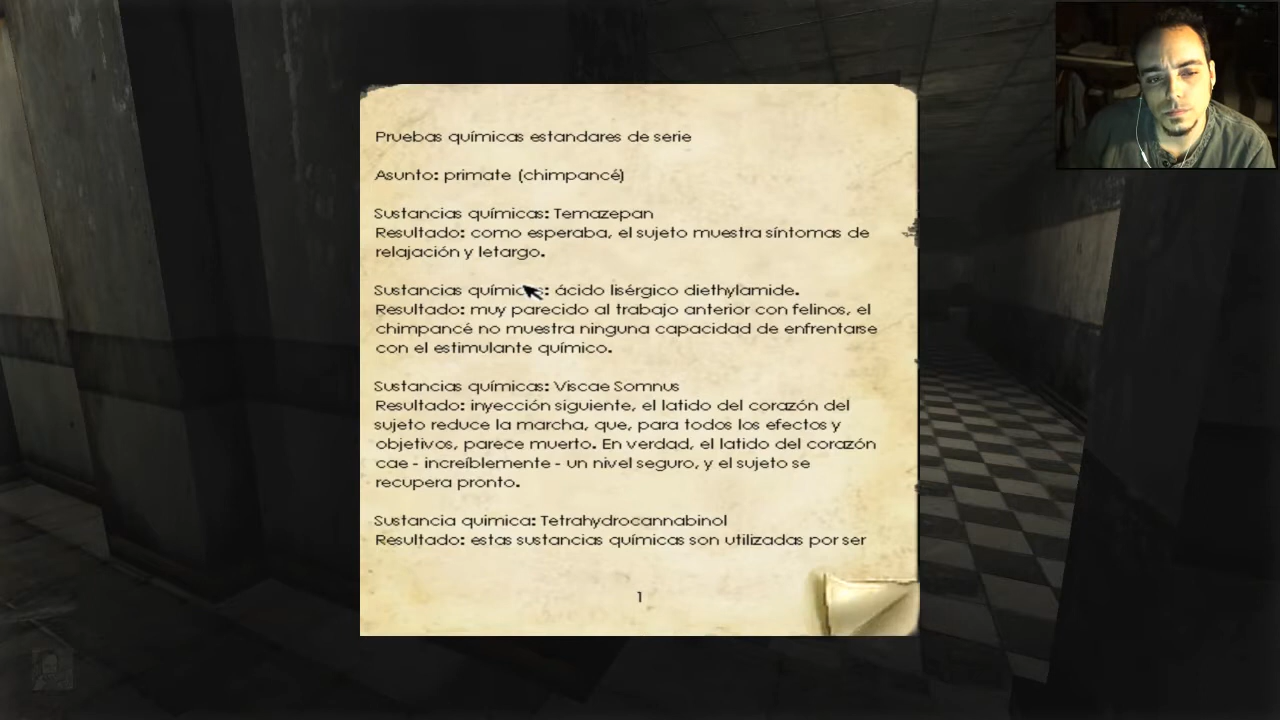 Pruebas químicas estandares de serie
Asunto: primate (chimpancé)
Sustancias químicas: Temazepan
Resultado: como esperaba, el sujeto muestra síntomas de
relajación y letargo.
Sustancias químicas: ácido lisérgico diethylamide.
Resultado: muy parecido al trabajo anterior con felinos, el
chimpancé no muestra ninguna capacidad de enfrentarse
con el estimulante químico.
Sustancias químicas: Viscae Somnus
Resultado: inyección siguiente, el latido del corazón del
sujeto reduce la marcha, que, para todos los efectos y
objetivos, parece muerto. En verdad, el latido del corazón
cae - increíblemente - un nivel seguro, y el sujeto se
recupera pronto.
Sustancia quimica: Tetrahydrocannabinol
Resultado: estas sustancias químicas son utilizadas por ser
1